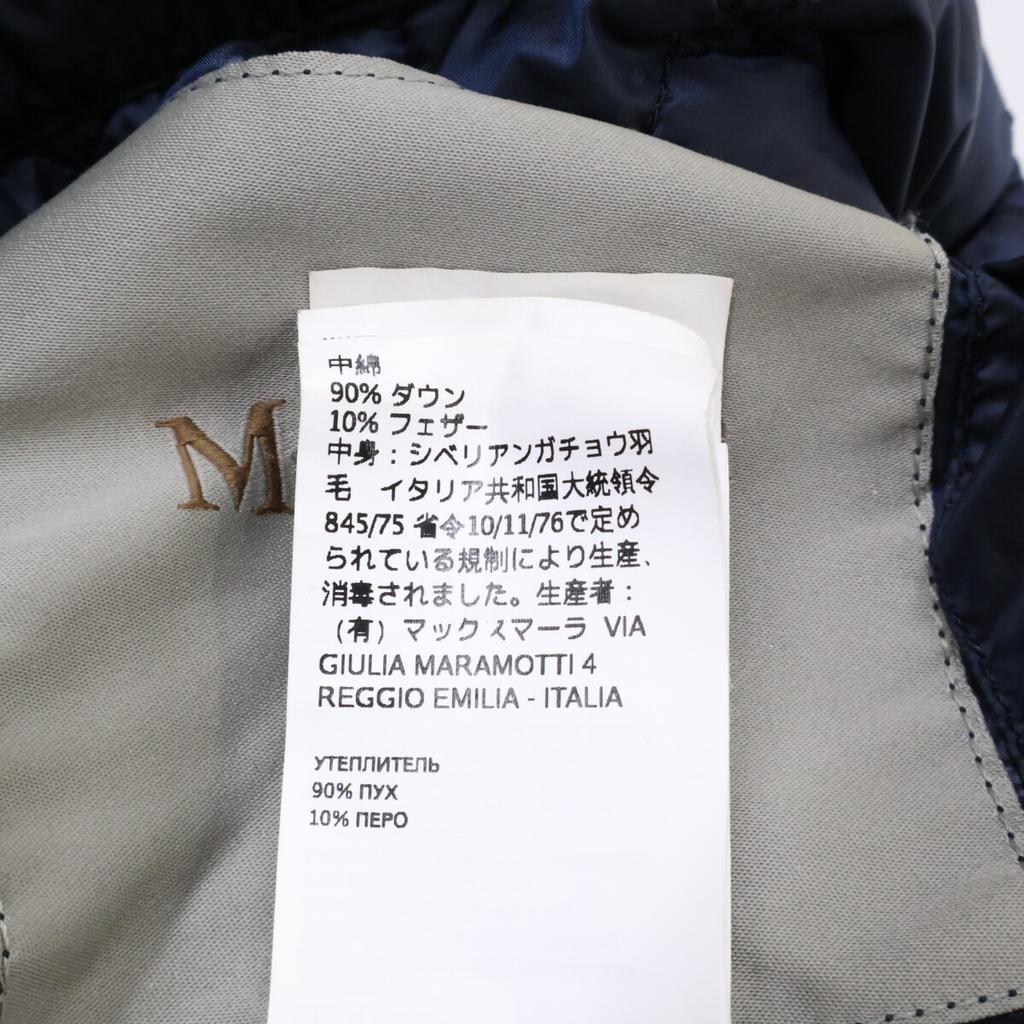 M
中綿
90% ダウン
10% フェザー
中身：シベリアンガチョウ羽
毛　イタリア共和国大統領令
845/75 省令10/11/76で定め
られている規制により生産、
消毒されました。生産者：
（有）マックスマーラ VIA
GIULIA MARAMOTTI 4
REGGIO EMILIA - ITALIA
УТЕПЛИТЕЛЬ
90% ПУХ
10% ПЕРО